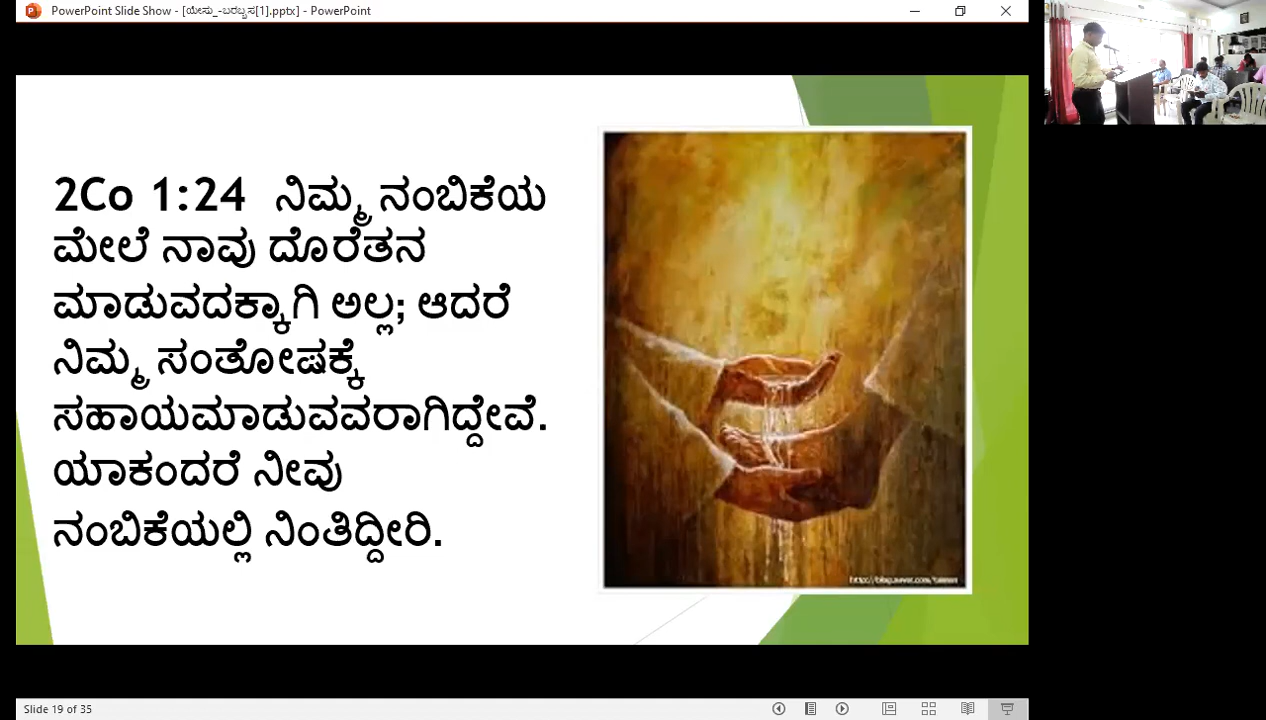 PowerPoint Slide Show - [ಯೇಸು_-ಬರಬ್ಬಸ[1].pptx] - PowerPoint
2Co 1:24 ನಿಮ್ಮ ನಂಬಿಕೆಯ
ಮೇಲೆ ನಾವು ದೊರೆತನ
ಮಾಡುವದಕ್ಕಾಗಿ ಅಲ್ಲ; ಆದರೆ
ನಿಮ್ಮ ಸಂತೋಷಕ್ಕೆ
ಸಹಾಯಮಾಡುವವರಾಗಿದ್ದೇವೆ.
ಯಾಕಂದರೆ ನೀವು
ನಂಬಿಕೆಯಲ್ಲಿ ನಿಂತಿದ್ದೀರಿ.
Slide 19 of 35